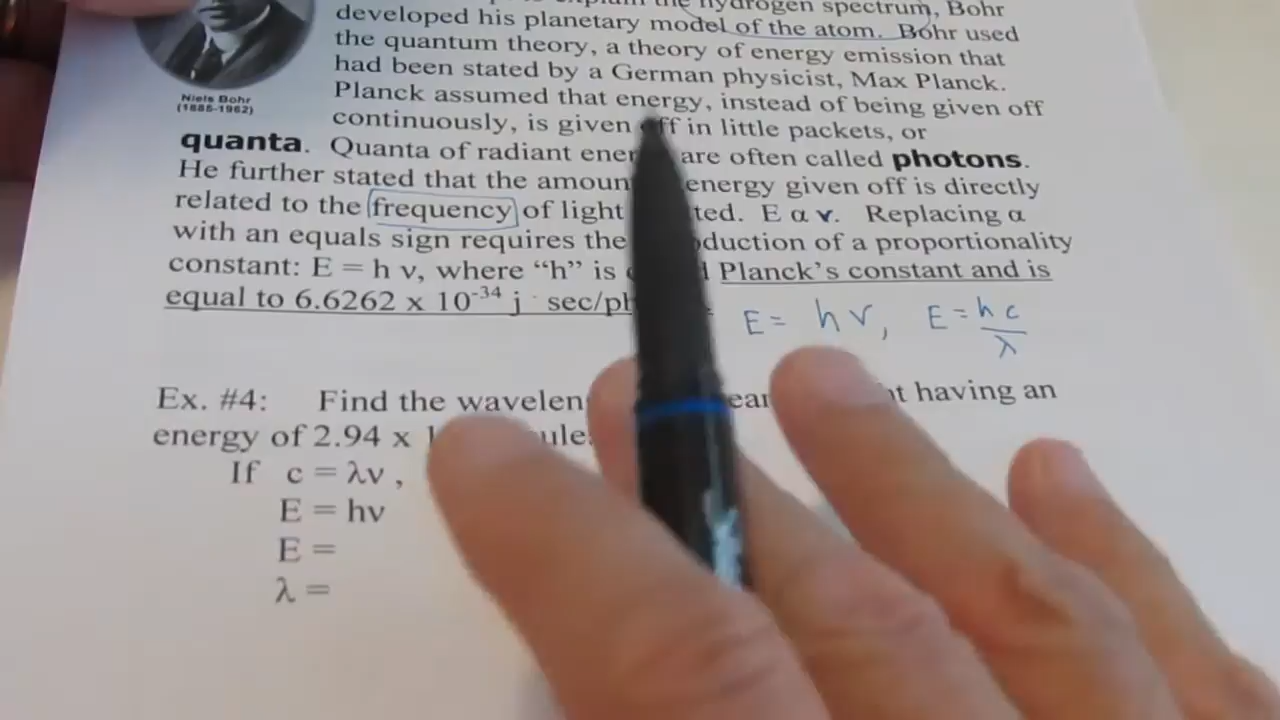 hydrogen spectrum, Bohr
developed his planetary model of the atom. Bohr used
the quantum theory, a theory of energy emission that
had been stated by a German physicist, Max Planck.
Niels Bohr
(1885-1962)
Planck assumed that energy, instead of being given off
continuously, is given off in little packets, or
quanta. Quanta of radiant are often called photons.
He further stated that the energy given off is directly
related to the frequency of light E α ν. Replacing α
with an equals sign requires the of a proportionality
constant: E = h ν, where “h” is Planck's constant and is
equal to 6.6262 x 10-34 j · sec/
E = hν, E = hc/λ
Ex. #4: Find the having an
energy of 2.94 x
If c = λν,
E = hν
E =
λ =